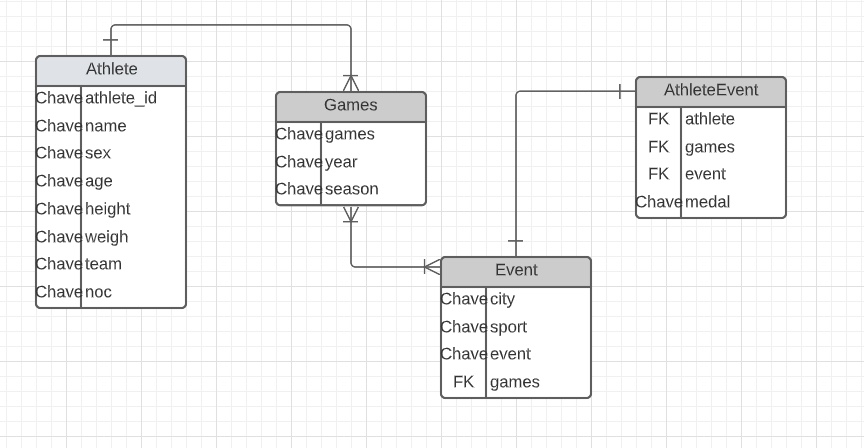 Athlete
Chave athlete_id
Chave name
Chave sex
Chave age
Chave height
Chave weigh
Chave team
Chave noc
Games
Chave games
Chave year
Chave season
AthleteEvent
FK athlete
FK games
FK event
Chave medal
Event
Chave city
Chave sport
Chave event
FK games